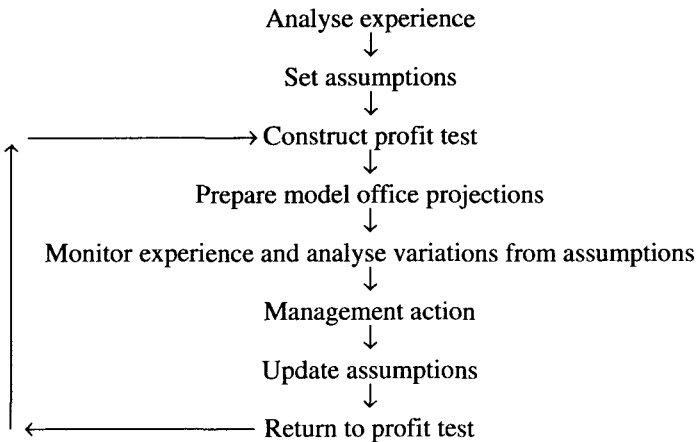 Analyse experience
Set assumptions
Construct profit test
Prepare model office projections
Monitor experience and analyse variations from assumptions
Management action
Update assumptions
Return to profit test